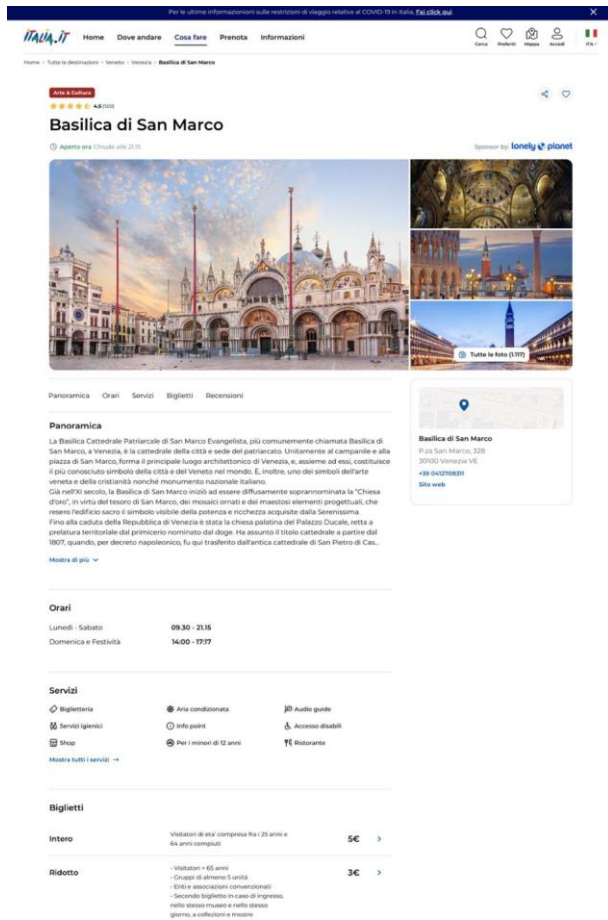 Per le ultime informazionioni sulle restrizioni di viaggio relative al COVID-19 in Italia, Fai click qui.
ITALIA.IT Home Dove andare Cosa fare Prenota Informazioni
Cerca Preferiti Mappa Accedi ITA
Home - Tutte le destinazioni - Veneto - Venezia - Basilica di San Marco
Arte & Cultura
4.5 (120)
Basilica di San Marco
Aperto ora Chiude alle 21:15
Sponsor by: lonely planet
Tutte le foto (1.117)
Panoramica Orari Servizi Biglietti Recensioni
Panoramica
La Basilica Cattedrale Patriarcale di San Marco Evangelista, più comunemente chiamata Basilica di
San Marco, a Venezia, è la cattedrale della città e sede del patriarcato. Unitamente al campanile e alla
piazza di San Marco, forma il principale luogo architettonico di Venezia, e, assieme ad essi, costituisce
il più conosciuto simbolo della città e del Veneto nel mondo. È, inoltre, uno dei simboli dell'arte
veneta e della cristianità nonché monumento nazionale italiano.
Già nell'XI secolo, la Basilica di San Marco iniziò ad essere diffusamente soprannominata la "Chiesa
d'oro", in virtù del tesoro di San Marco, dei mosaici ornati e dei maestosi elementi progettuali, che
resero l'edificio sacro il simbolo visibile della potenza e ricchezza acquisite dalla Serenissima.
Fino alla caduta della Repubblica di Venezia è stata la chiesa palatina del Palazzo Ducale, retta a
prelatura territoriale dal primicerio nominato dal doge. Ha assunto il titolo cattedrale a partire dal
1807, quando, per decreto napoleonico, fu qui trasferito dall'antica cattedrale di San Pietro di Cas...
Mostra di più
Basilica di San Marco
P.za San Marco, 328
30100 Venezia VE
+39 0412708311
Sito web
Orari
Lunedì - Sabato 09.30 - 21.15
Domenica e Festività 14:00 - 17:17
Servizi
Biglietteria Aria condizionata Audio guide
Servizi igienici Info point Accesso disabili
Shop Per i minori di 12 anni Ristorante
Mostra tutti i servizi
Biglietti
Intero
Visitatori di eta' compresa fra i 25 anni e
64 anni compiuti
5€
Ridotto
- Visitatori > 65 anni
- Gruppi di almeno 5 unità
- Enti e associazioni convenzionati
- Secondo biglietto in caso di ingresso,
nello stesso museo e nello stesso
giorno, a collezioni e mostre
3€